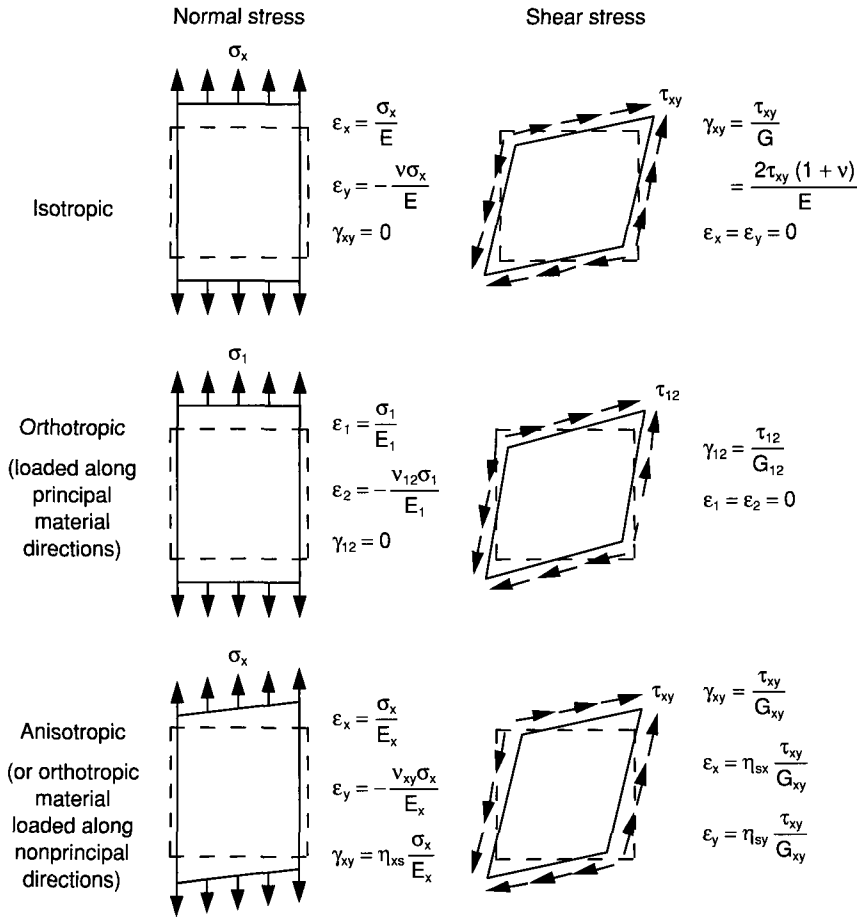 Normal stress
Shear stress
σx
εx = σx / E
εy = − νσx / E
γxy = 0
Isotropic
τxy
γxy = τxy / G
= 2τxy (1 + ν) / E
εx = εy = 0
σ1
Orthotropic
(loaded along
principal
material
directions)
ε1 = σ1 / E1
ε2 = − ν12σ1 / E1
γ12 = 0
τ12
γ12 = τ12 / G12
ε1 = ε2 = 0
σx
Anisotropic
(or orthotropic
material
loaded along
nonprincipal
directions)
εx = σx / Ex
εy = − νxyσx / Ex
γxy = ηxs σx / Ex
τxy
γxy = τxy / Gxy
εx = ηsx τxy / Gxy
εy = ηsy τxy / Gxy